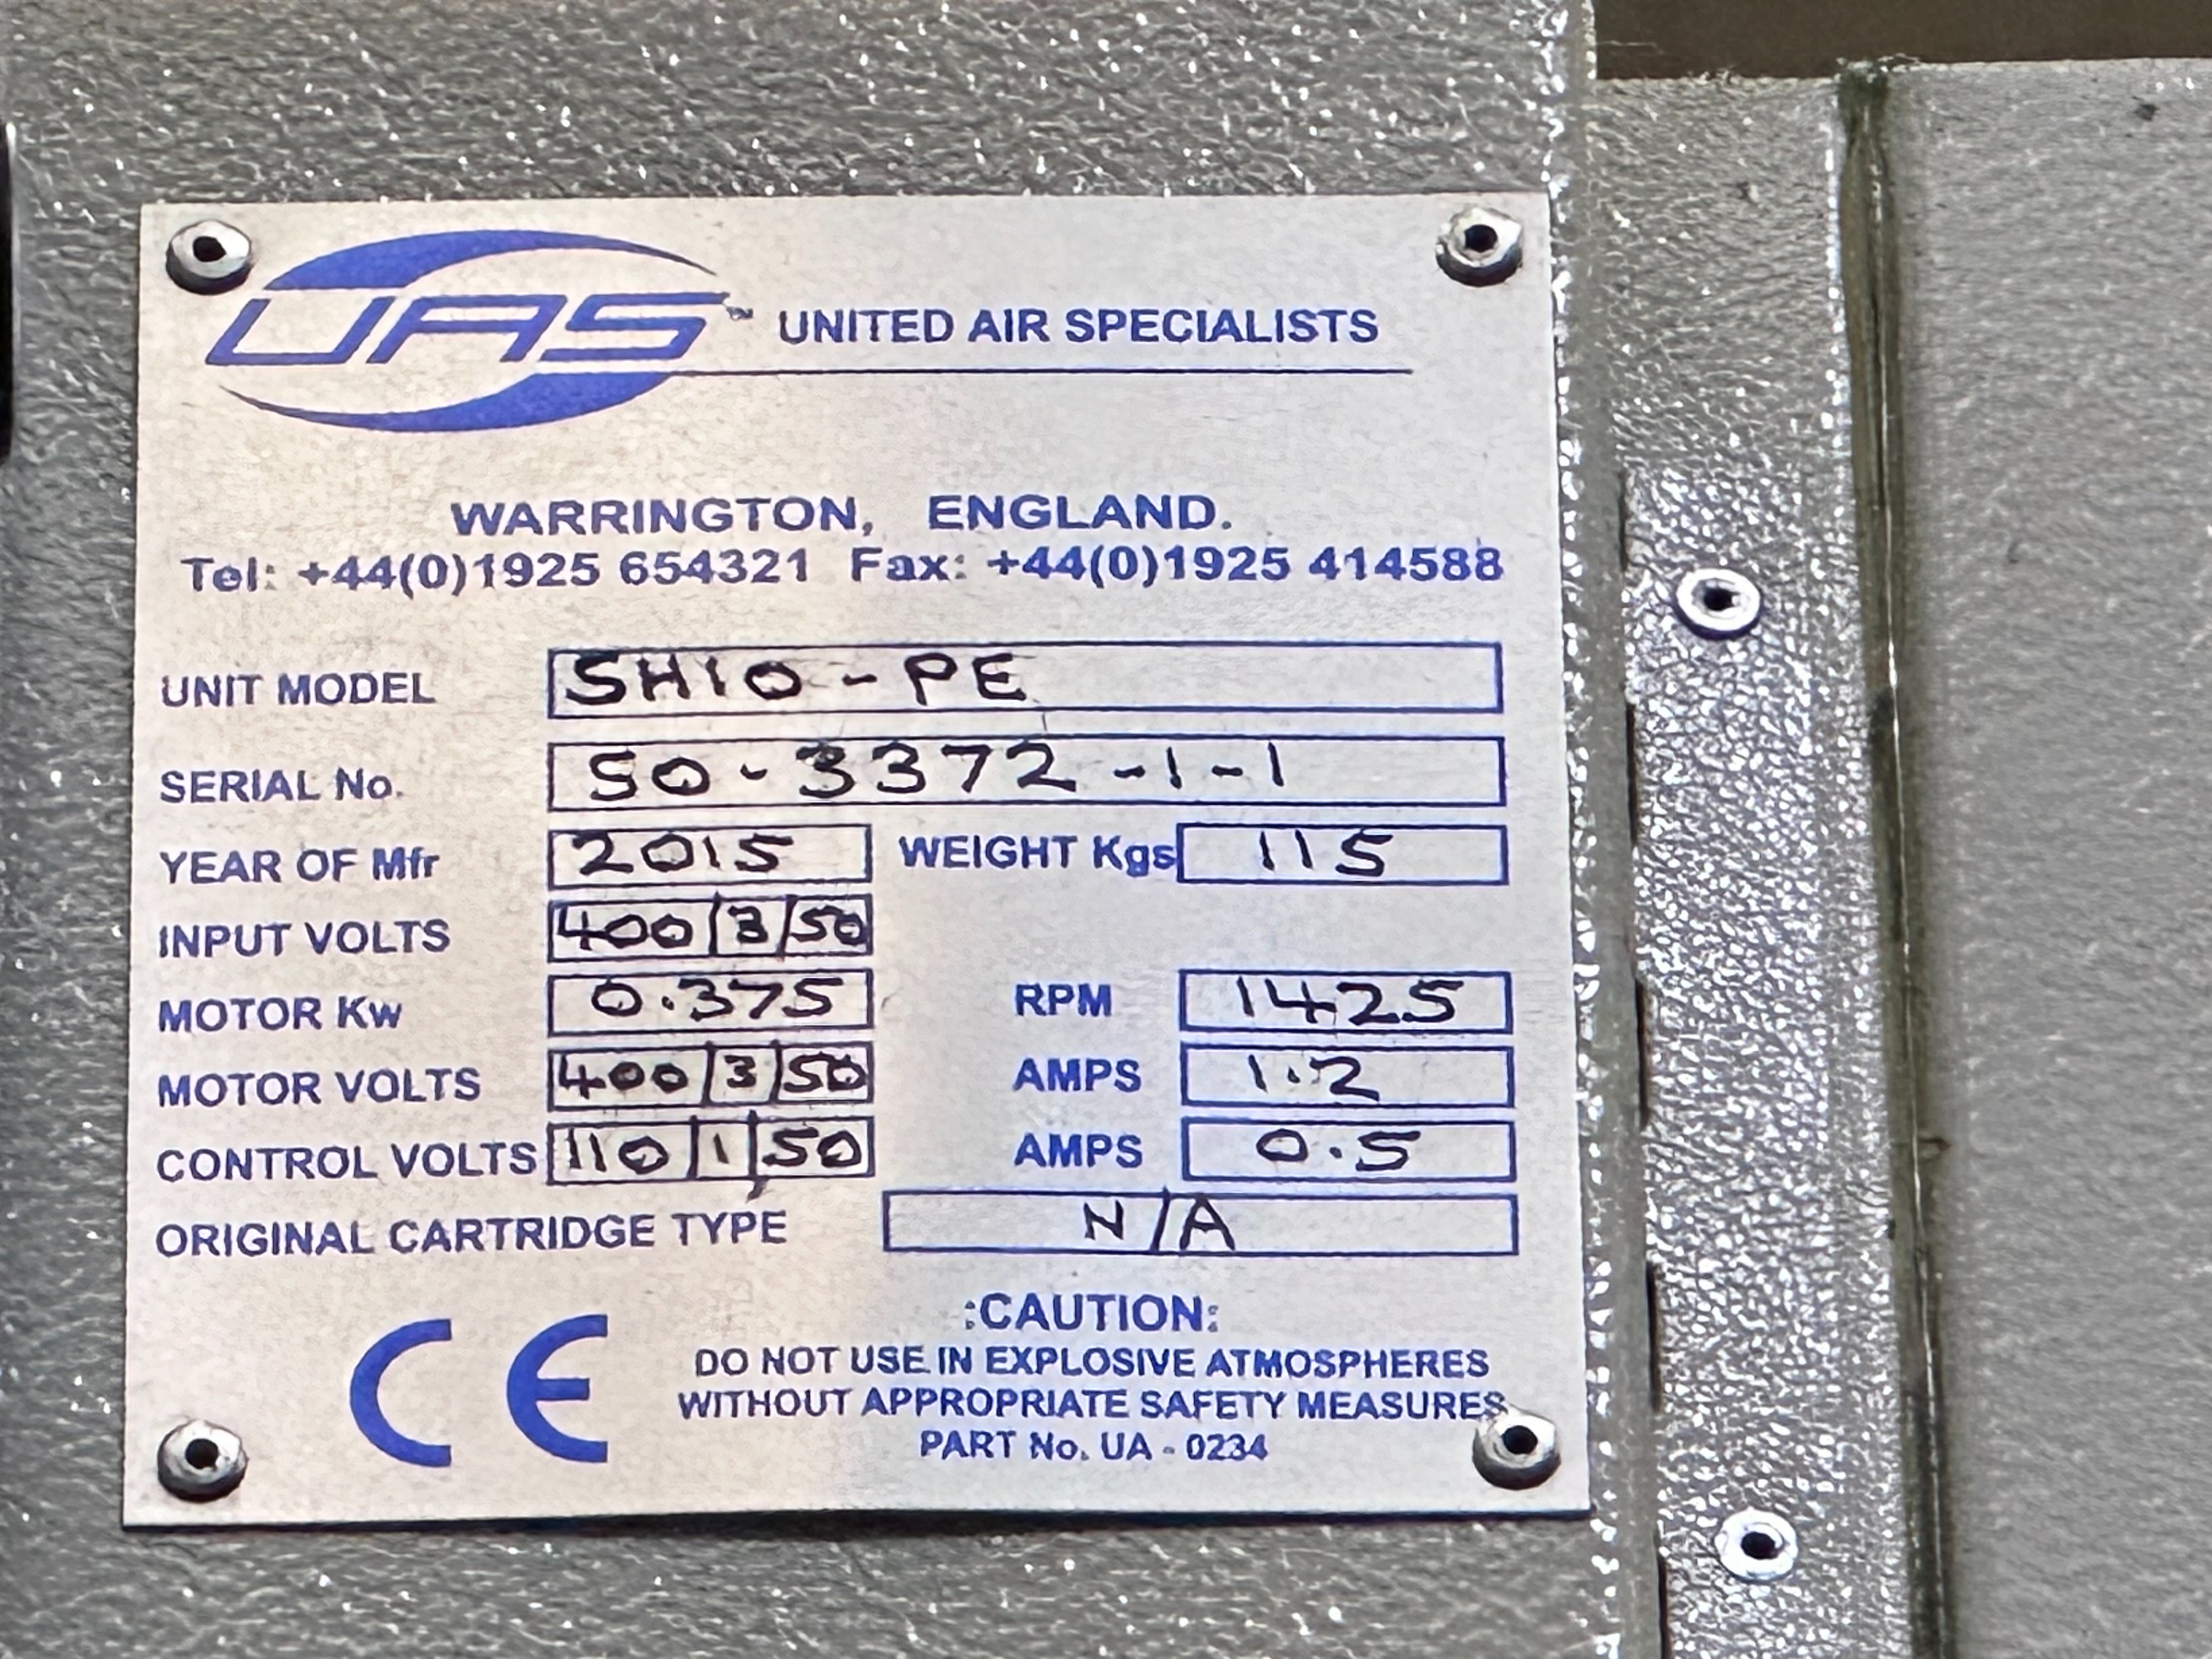 UAS™ UNITED AIR SPECIALISTS
WARRINGTON, ENGLAND.
Tel: +44(0)1925 654321 Fax: +44(0)1925 414588
UNIT MODEL SH10 - PE
SERIAL No. SO-3372-1-1
YEAR OF Mfr 2015 WEIGHT Kgs 115
INPUT VOLTS 400/3/50
MOTOR Kw 0.375 RPM 1425
MOTOR VOLTS 400/3/50 AMPS 1.2
CONTROL VOLTS 110/1/50 AMPS 0.5
ORIGINAL CARTRIDGE TYPE N/A
:CAUTION:
CE DO NOT USE IN EXPLOSIVE ATMOSPHERES
WITHOUT APPROPRIATE SAFETY MEASURES
PART No. UA - 0234